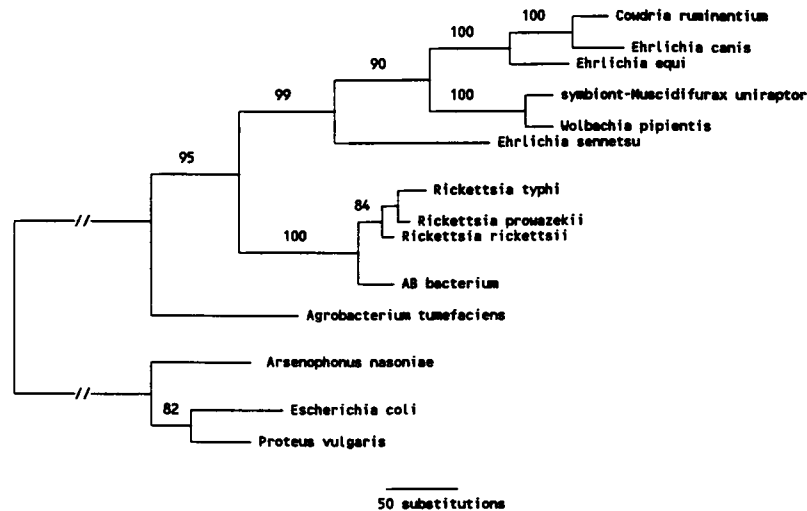 100
Cowdria ruminantium
100
Ehrlichia canis
Ehrlichia equi
90
100
symbiont-Muscidifurax uniraptor
99
Wolbachia pipientis
Ehrlichia sennetsu
95
Rickettsia typhi
84
Rickettsia prowazekii
Rickettsia rickettsii
100
AB bacterium
Agrobacterium tumefaciens
Arsenophonus nasoniae
82
Escherichia coli
Proteus vulgaris
50 substitutions